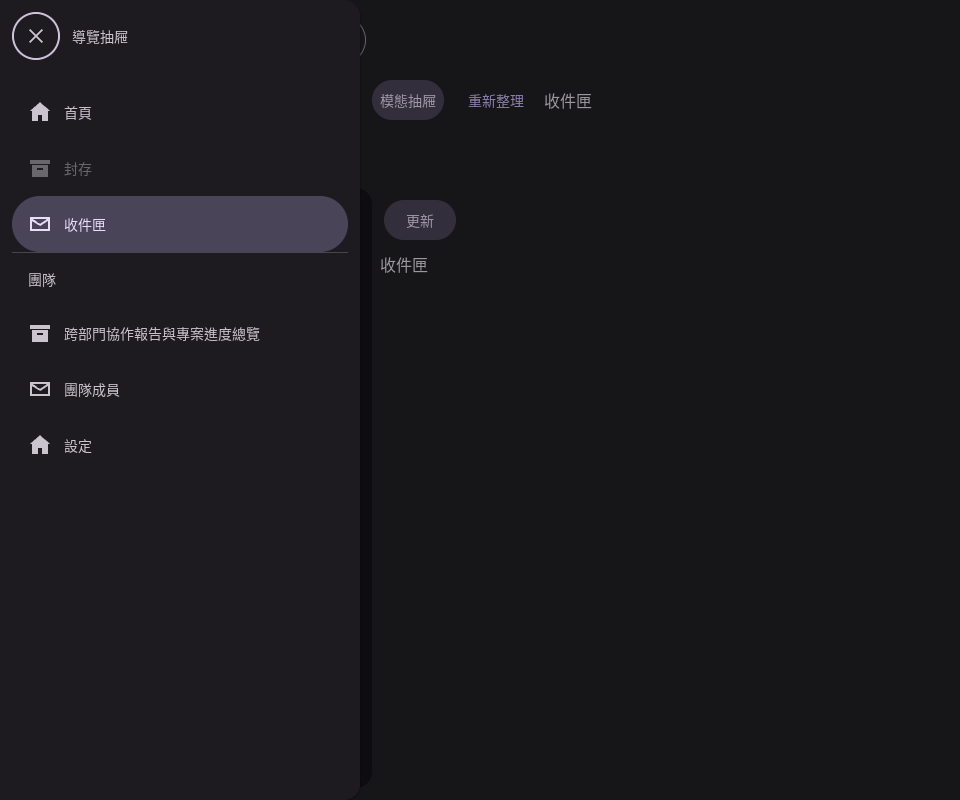 導覽抽屜
首頁
封存
收件匣
團隊
跨部門協作報告與專案進度總覽
團隊成員
設定
模態抽屜
重新整理
收件匣
更新
收件匣